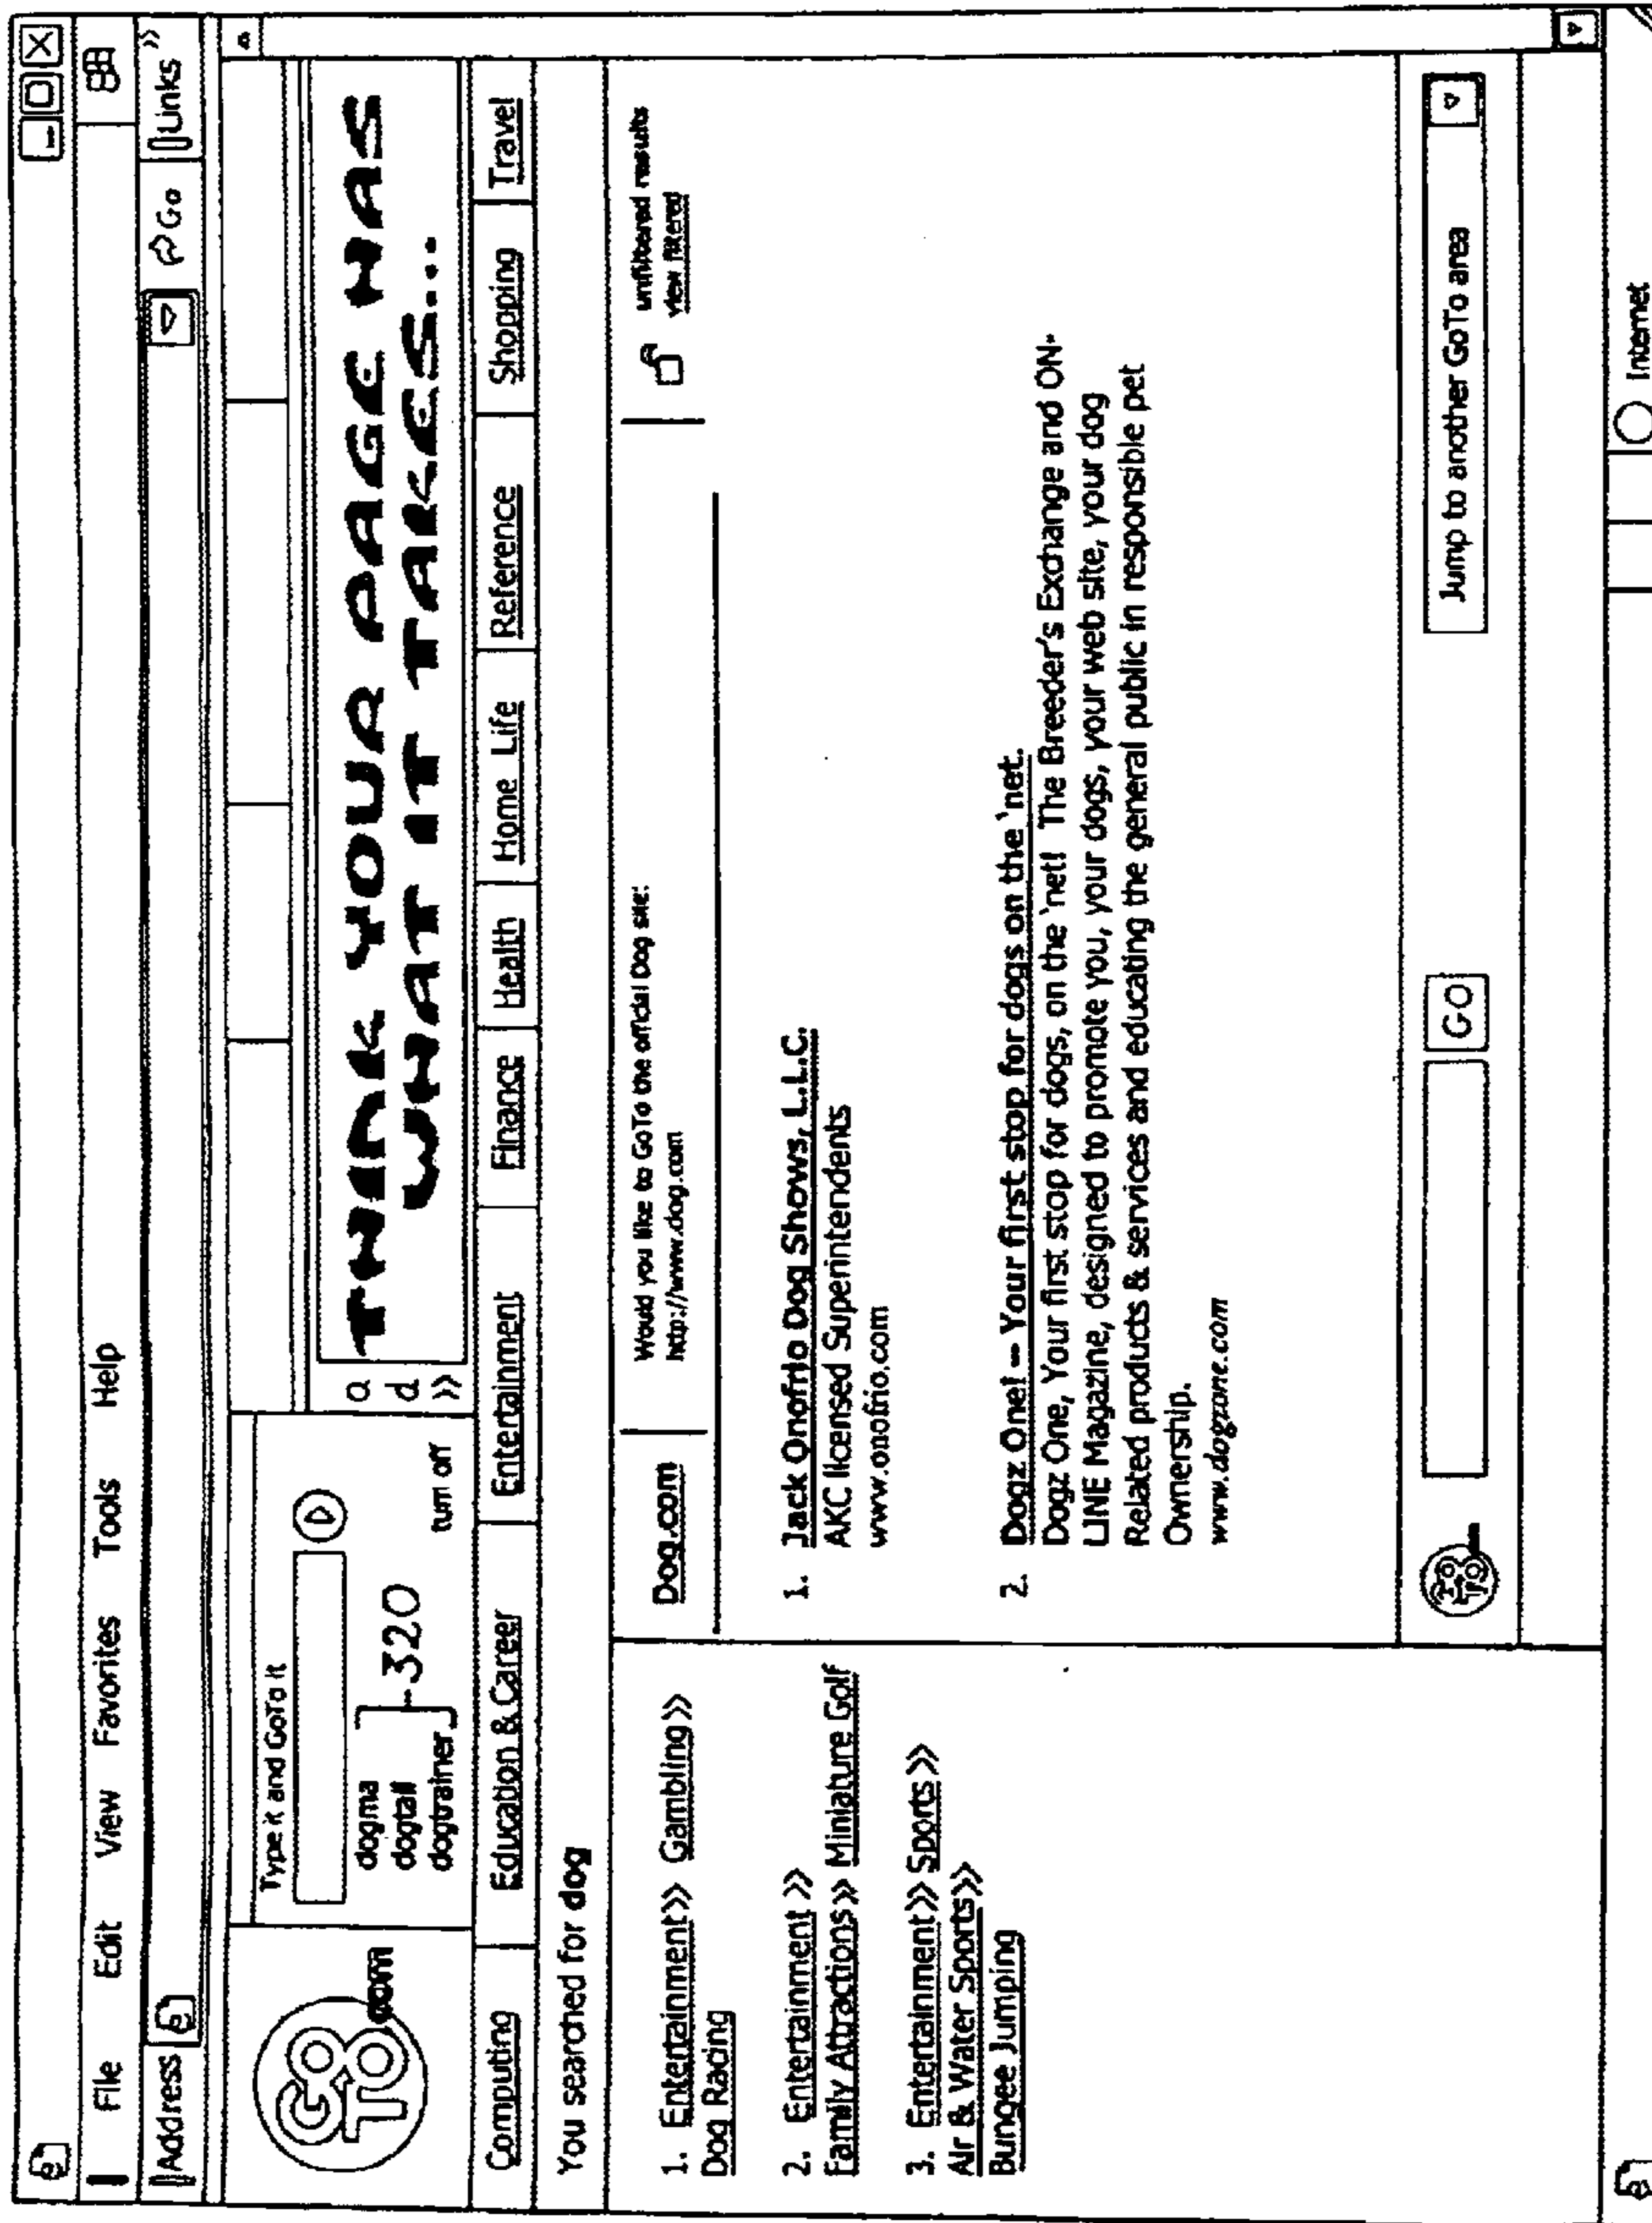 File Edit View Favorites Tools Help
Address Go Links »
GO TO .com
Type it and GoTo it
dogma
dogtail
dogtrainer
320
turn off
ad »
THINK YOUR PAGE HAS
WHAT IT TAKES...
Computing Education & Career Entertainment Finance Health Home Life Reference Shopping Travel
You searched for dog
1. Entertainment» Gambling»
Dog Racing
2. Entertainment »
Family Attractions» Miniature Golf
3. Entertainment» Sports»
Air & Water Sports»
Bungee Jumping
Dog.com
Would you like to GoTo the official Dog site:
http://www.dog.com
unfiltered results
view filtered
1. Jack Onofrio Dog Shows, L.L.C.
AKC licensed Superintendents
www.onofrio.com
2. Dogz One! -- Your first stop for dogs on the 'net.
Dogz One, Your first stop for dogs, on the 'net! The Breeder's Exchange and ON-
LINE Magazine, designed to promote you, your dogs, your web site, your dog
Related products & services and educating the general public in responsible pet
Ownership.
www.dogzone.com
GO TO
GO
Jump to another GoTo area
Internet